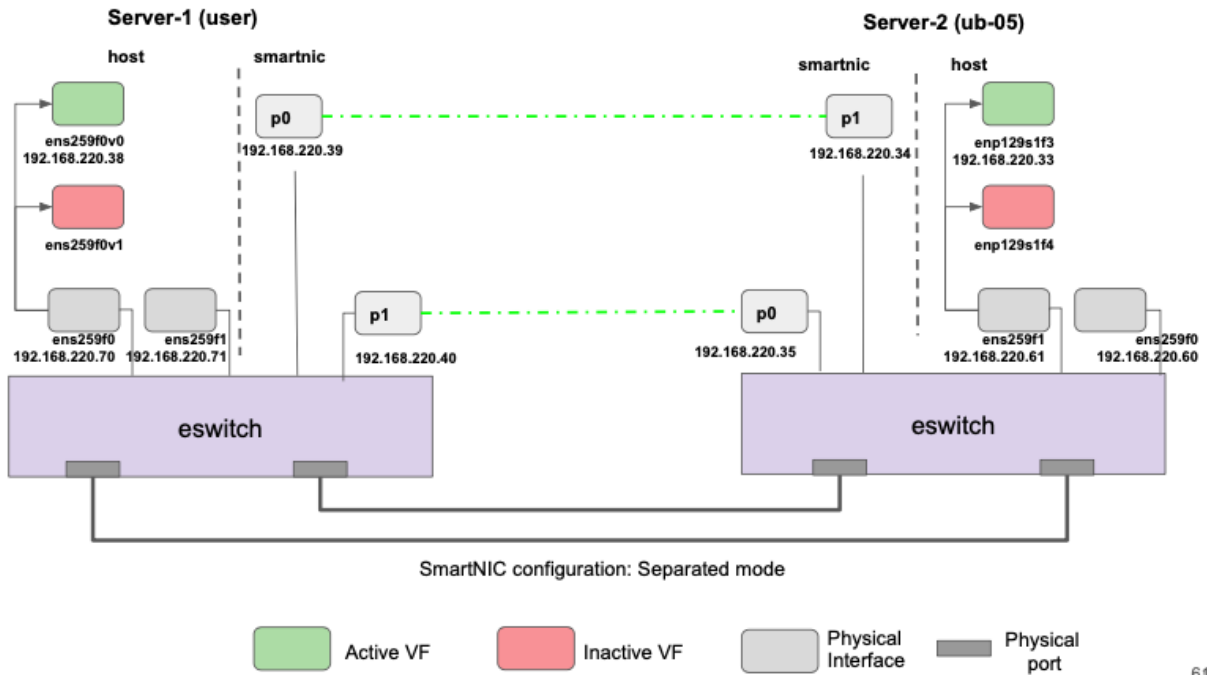 Server-1 (user)
host
smartnic
ens259f0v0
192.168.220.38
ens259f0v1
ens259f0
192.168.220.70
ens259f1
192.168.220.71
p0
192.168.220.39
p1
192.168.220.40
eswitch
Server-2 (ub-05)
smartnic
host
p1
192.168.220.34
p0
192.168.220.35
enp129s1f3
192.168.220.33
enp129s1f4
ens259f1
192.168.220.61
ens259f0
192.168.220.60
eswitch
SmartNIC configuration: Separated mode
Active VF
Inactive VF
Physical
Interface
Physical
port
61